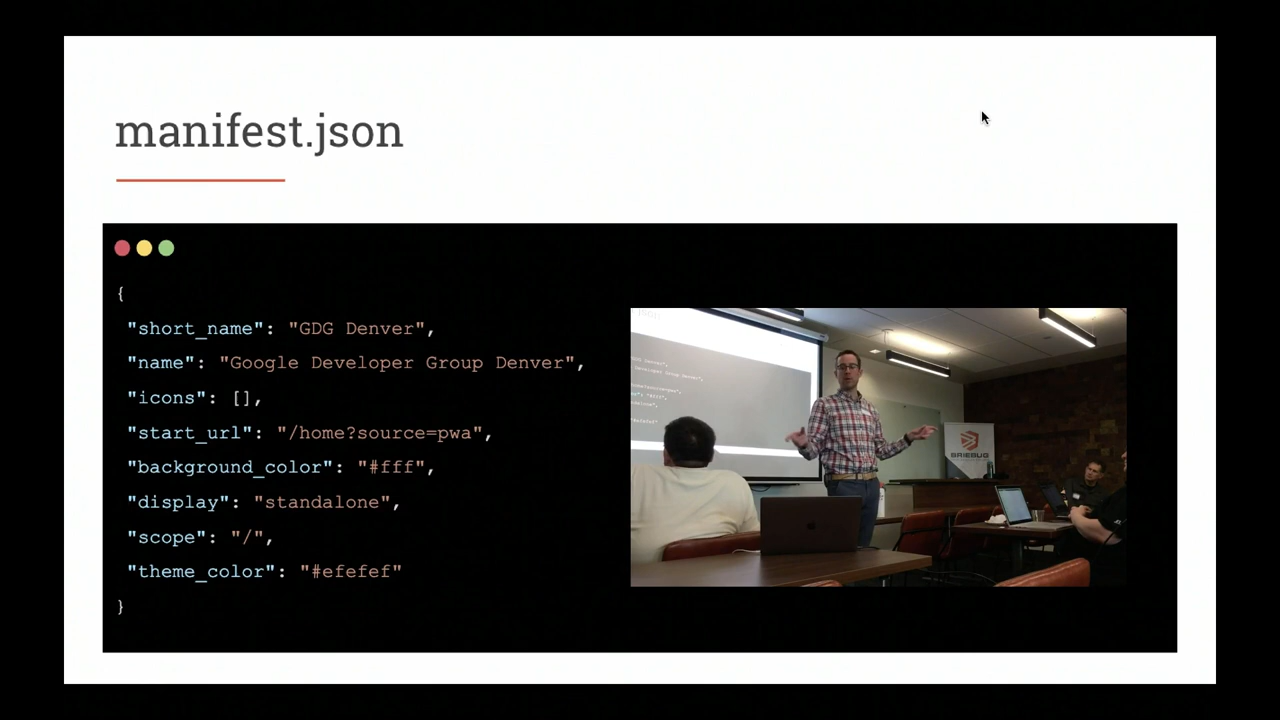 manifest.json
{
"short_name": "GDG Denver",
"name": "Google Developer Group Denver",
"icons": [],
"start_url": "/home?source=pwa",
"background_color": "#fff",
"display": "standalone",
"scope": "/",
"theme_color": "#efefef"
}
BRIEBUG